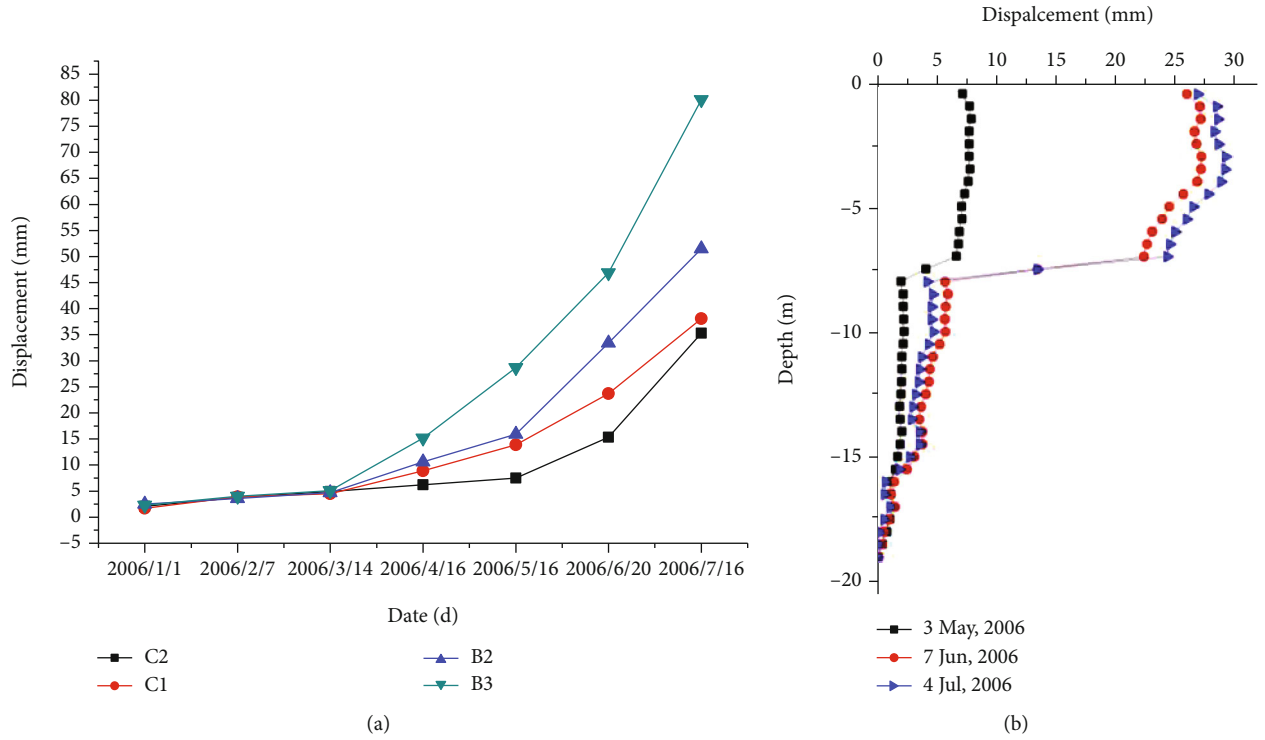 85
80
75
70
65
60
55
50
45
40
35
30
25
20
15
10
5
0
−5
Displacement (mm)
2006/1/1 2006/2/7 2006/3/14 2006/4/16 2006/5/16 2006/6/20 2006/7/16
Date (d)
C2
C1
B2
B3
(a)
Dispalcement (mm)
0 5 10 15 20 25 30
0
−5
−10
−15
−20
Depth (m)
3 May, 2006
7 Jun, 2006
4 Jul, 2006
(b)